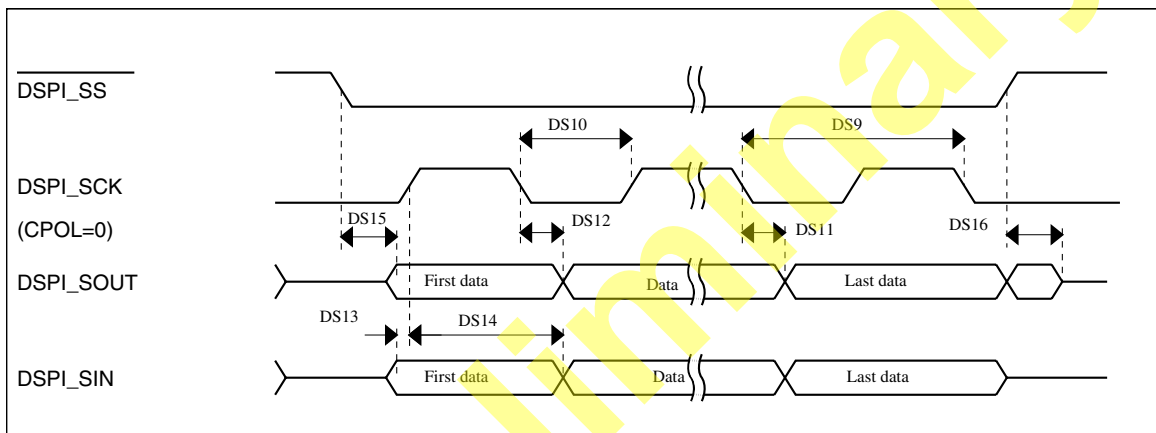 DSPI_SS
DS10
DS9
DSPI_SCK
(CPOL=0)
DS15
DS12
DS11
DS16
DSPI_SOUT
First data
Data
Last data
DS13
DS14
DSPI_SIN
First data
Data
Last data
liminary